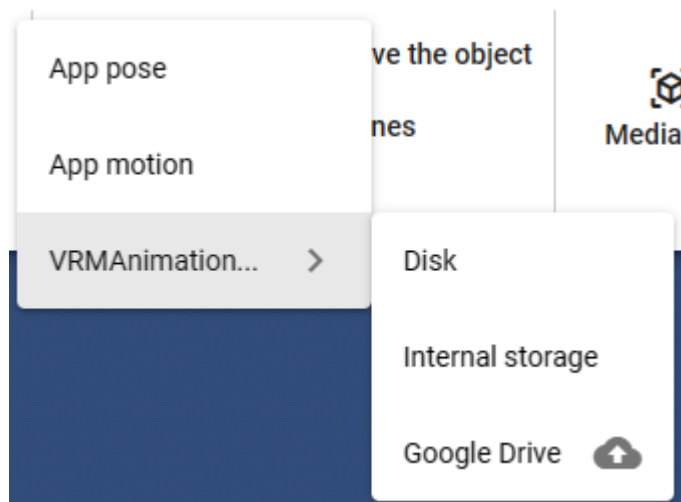 App pose
App motion
VRMAnimation...
ve the object
nes
Media
Disk
Internal storage
Google Drive